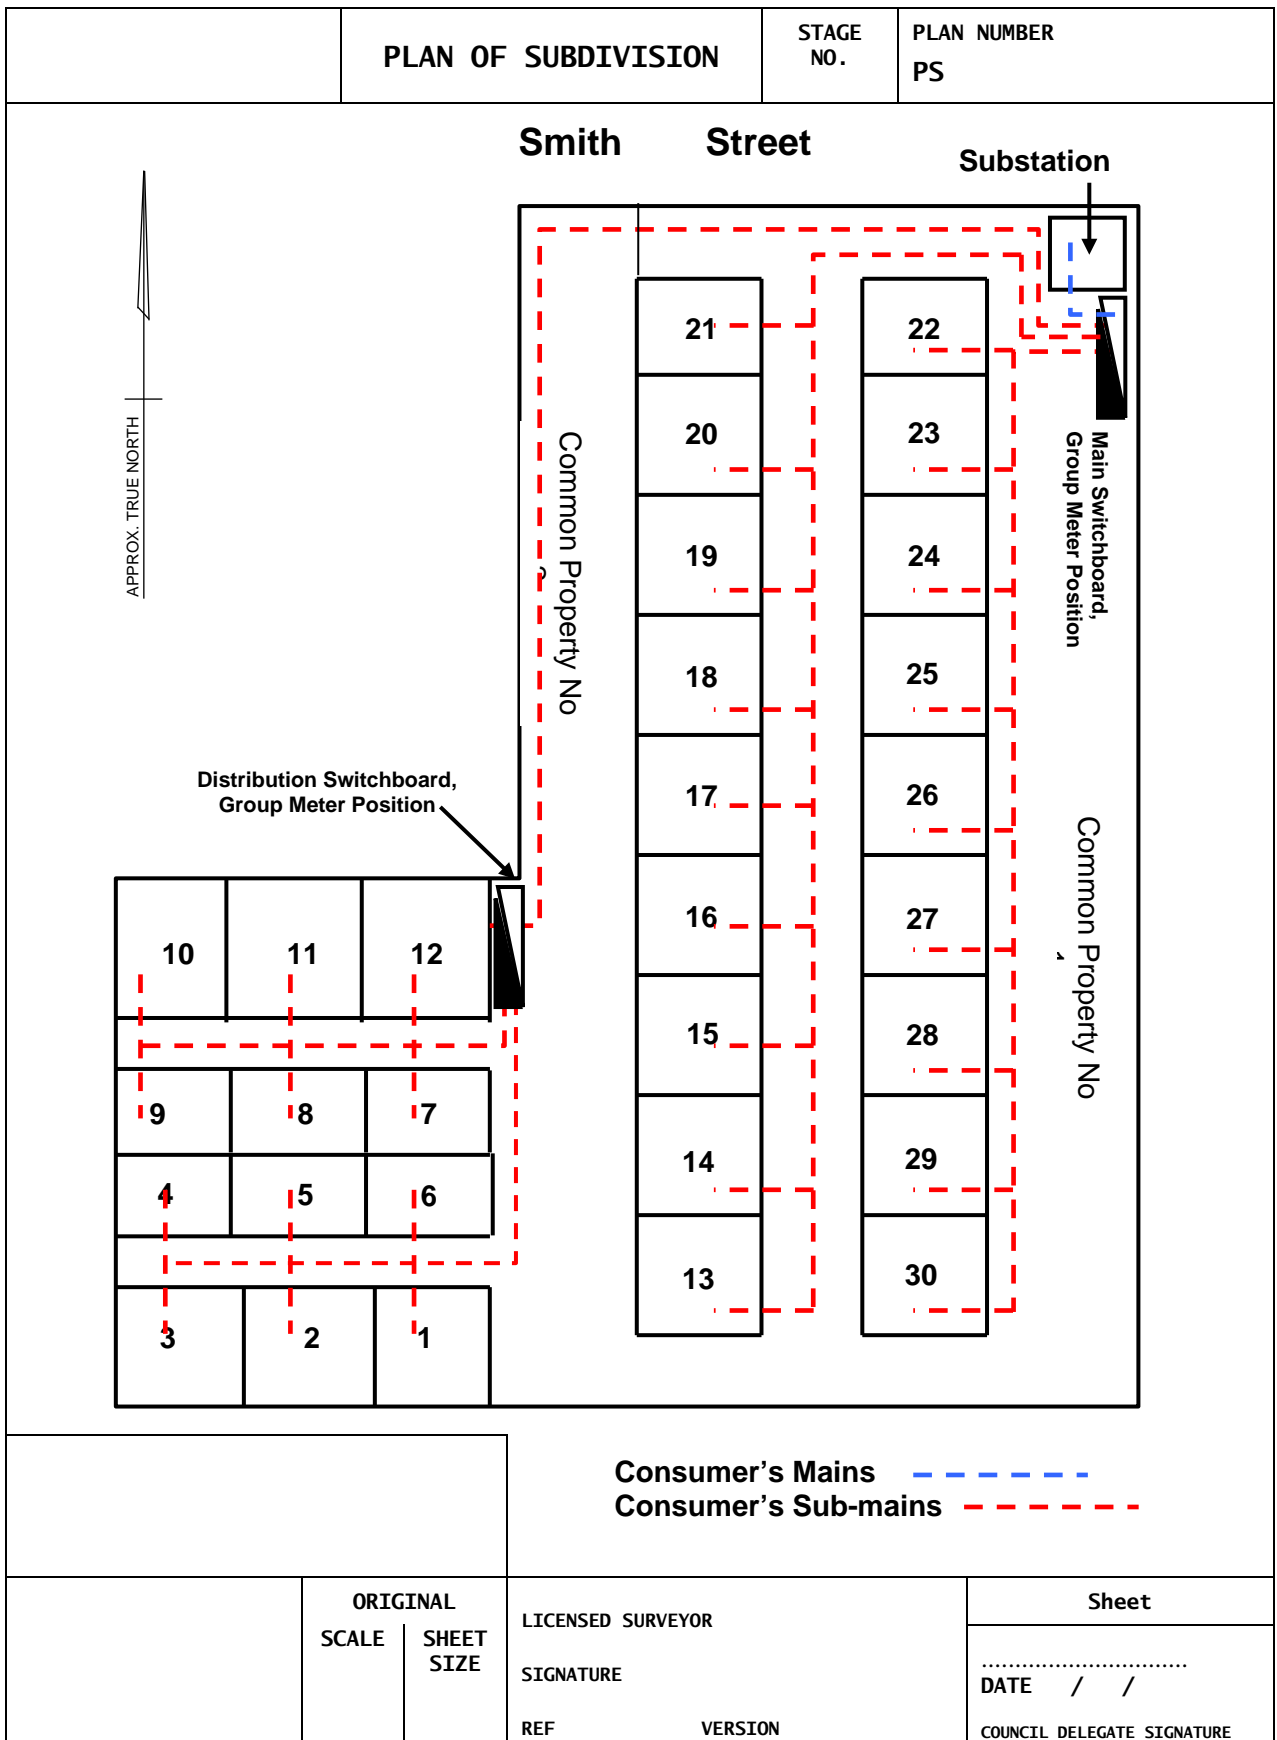 PLAN OF SUBDIVISION
STAGE
NO.
PLAN NUMBER
PS
Smith Street
Substation
APPROX. TRUE NORTH
21
22
20
23
19
24
18
25
17
26
16
27
15
28
14
29
13
30
Common Property No
Main Switchboard,
Group Meter Position
Common Property No
Distribution Switchboard,
Group Meter Position
10
11
12
9
8
7
4
5
6
3
2
1
Consumer's Mains
Consumer's Sub-mains
ORIGINAL
SCALE
SHEET
SIZE
LICENSED SURVEYOR
SIGNATURE
REF VERSION
Sheet
...............................
DATE / /
COUNCIL DELEGATE SIGNATURE